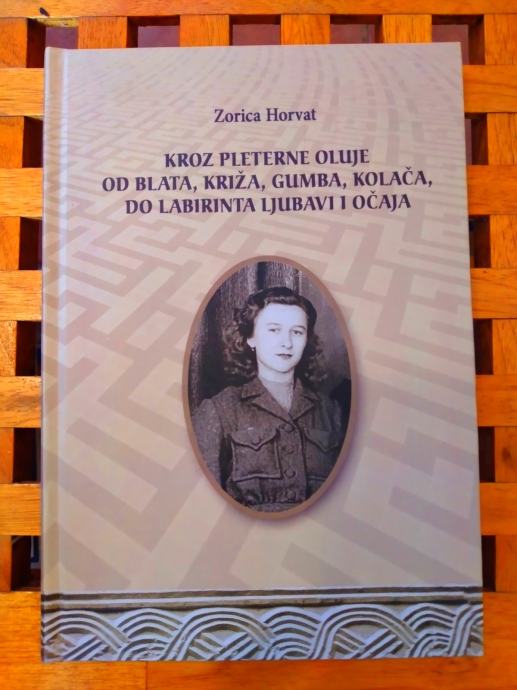 Zorica Horvat
KROZ PLETERNE OLUJE
OD BLATA, KRIŽA, GUMBA, KOLAČA,
DO LABIRINTA LJUBAVI I OČAJA